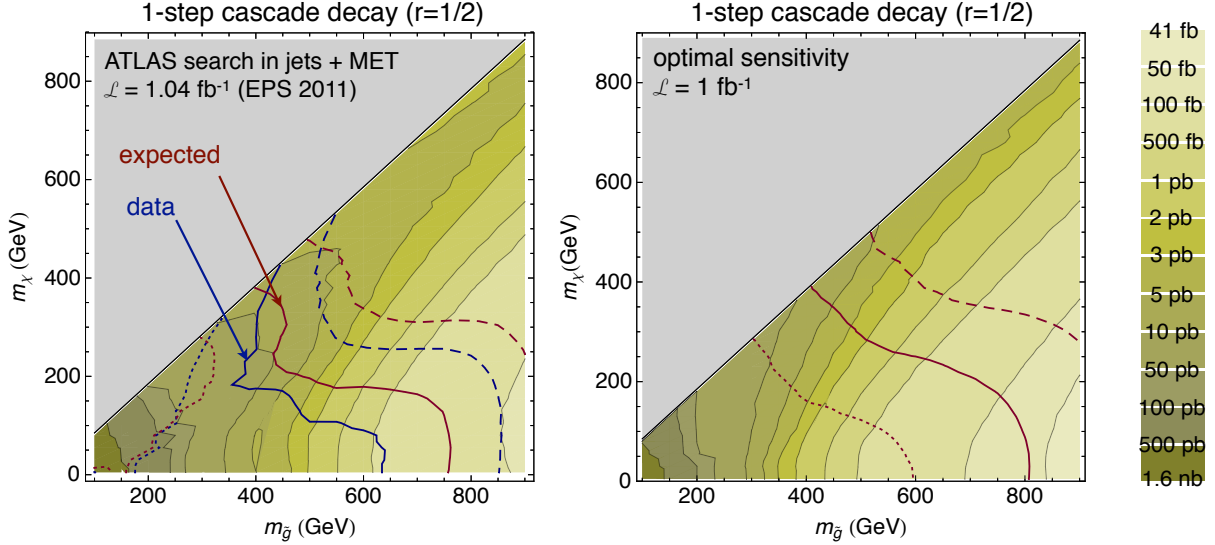 1-step cascade decay (r=1/2)
ATLAS search in jets + MET
ℒ = 1.04 fb⁻¹ (EPS 2011)
expected
data
800
600
400
200
0
mχ (GeV)
200
400
600
800
m_g̃ (GeV)
1-step cascade decay (r=1/2)
optimal sensitivity
ℒ = 1 fb⁻¹
800
600
400
200
0
mχ(GeV)
200
400
600
800
m_g̃ (GeV)
41 fb
50 fb
100 fb
500 fb
1 pb
2 pb
3 pb
5 pb
10 pb
50 pb
100 pb
500 pb
1.6 nb